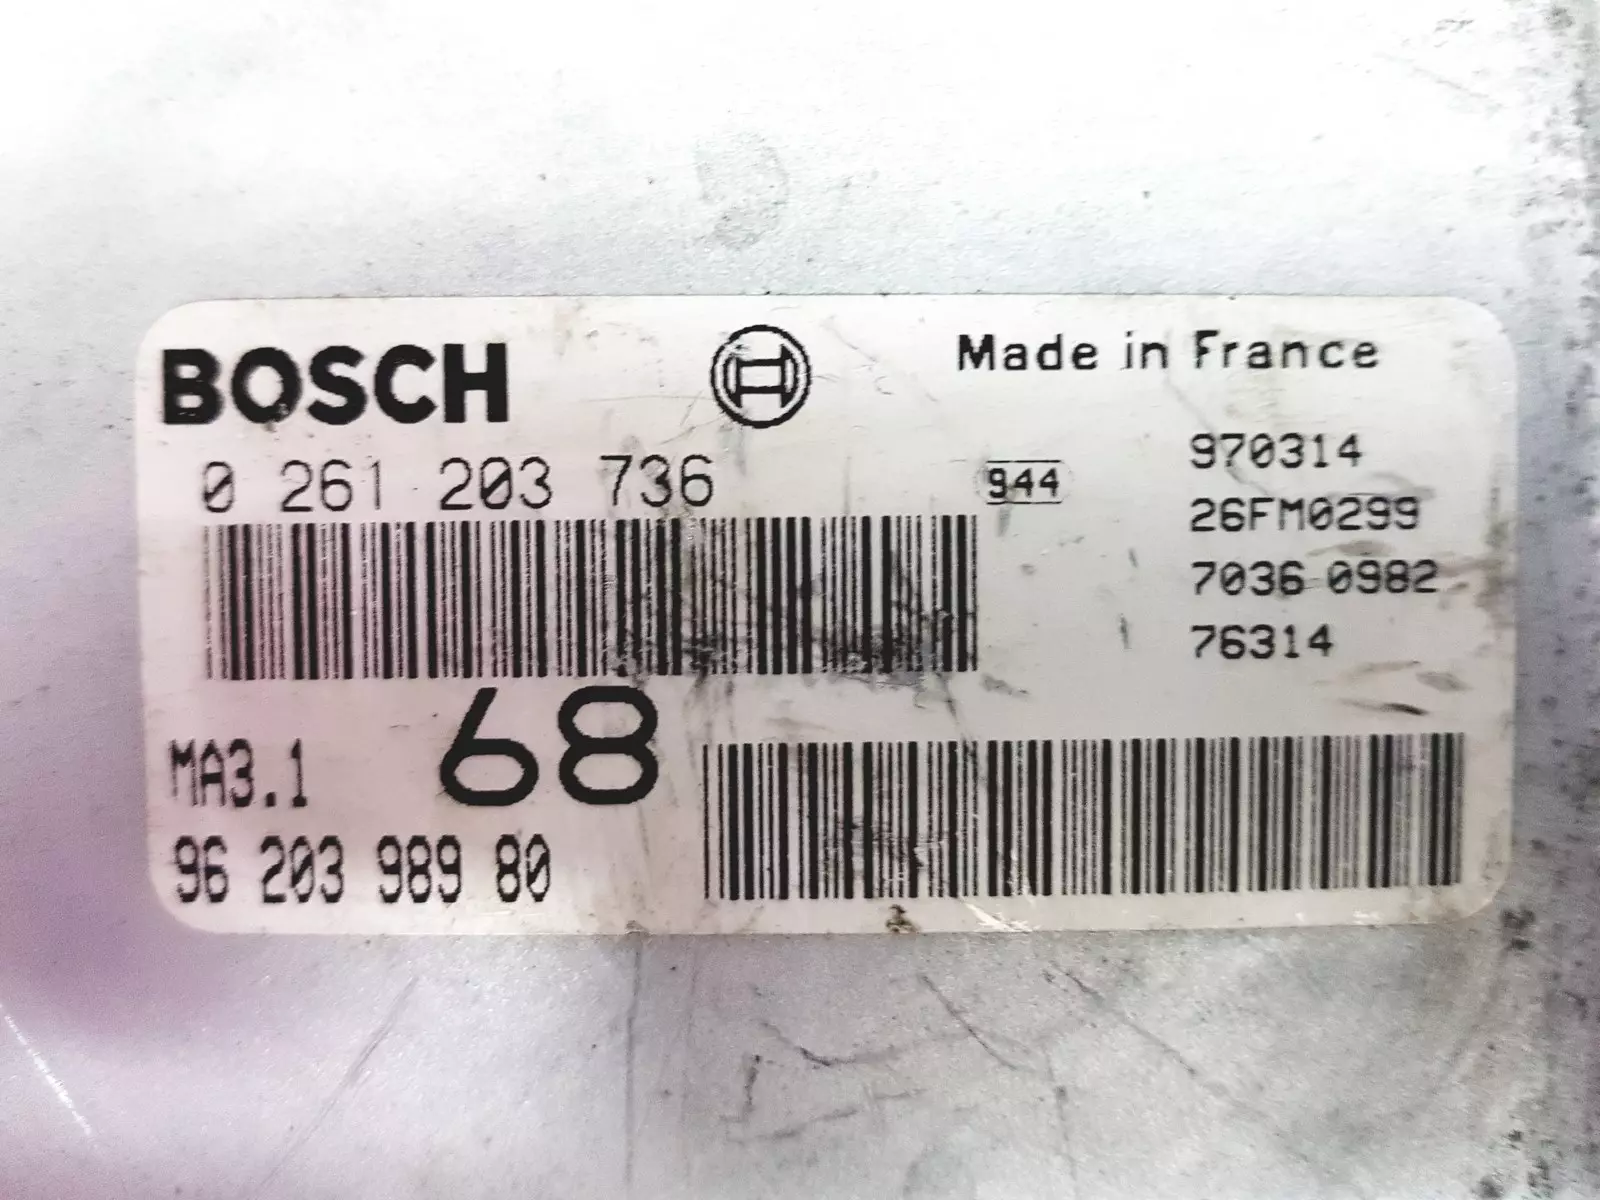 BOSCH
Made in France
0 261 203 736
944
970314
26FM0299
7036 0982
76314
MA3.1
68
96 203 989 80